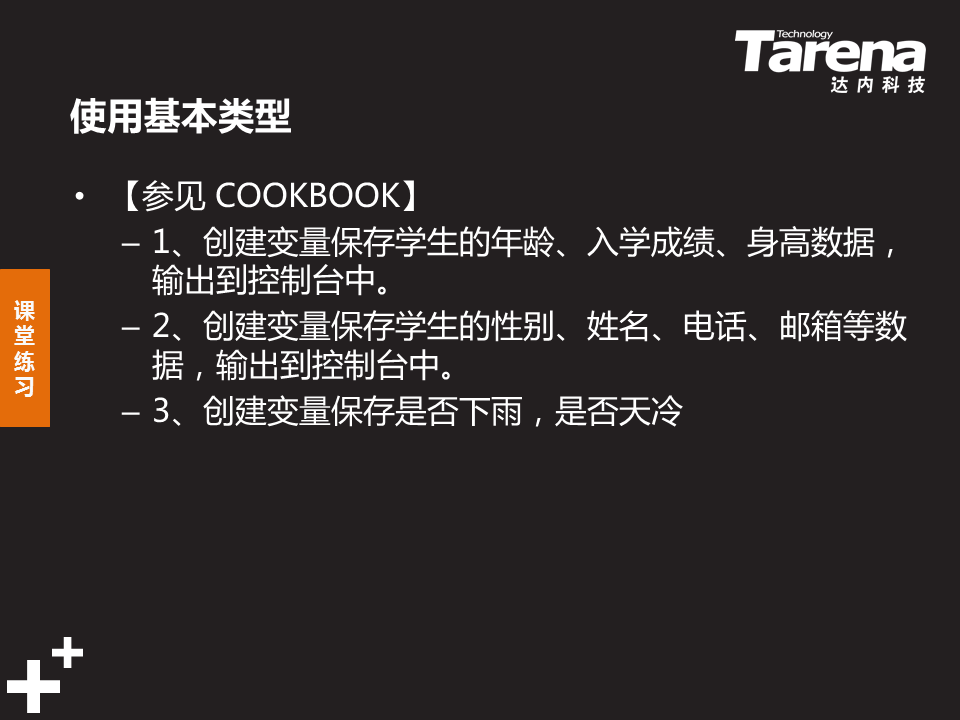 Technology
Tarena
达内科技
使用基本类型
• 【参见 COOKBOOK】
– 1、创建变量保存学生的年龄、入学成绩、身高数据，
输出到控制台中。
– 2、创建变量保存学生的性别、姓名、电话、邮箱等数
据，输出到控制台中。
– 3、创建变量保存是否下雨，是否天冷
课
堂
练
习